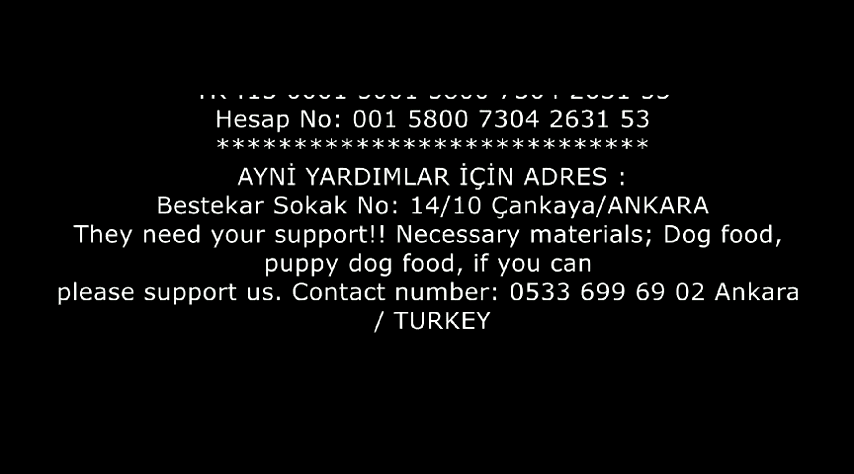 Hesap No: 001 5800 7304 2631 53
****************************
AYNİ YARDIMLAR İÇİN ADRES :
Bestekar Sokak No: 14/10 Çankaya/ANKARA
They need your support!! Necessary materials; Dog food,
puppy dog food, if you can
please support us. Contact number: 0533 699 69 02 Ankara
/ TURKEY